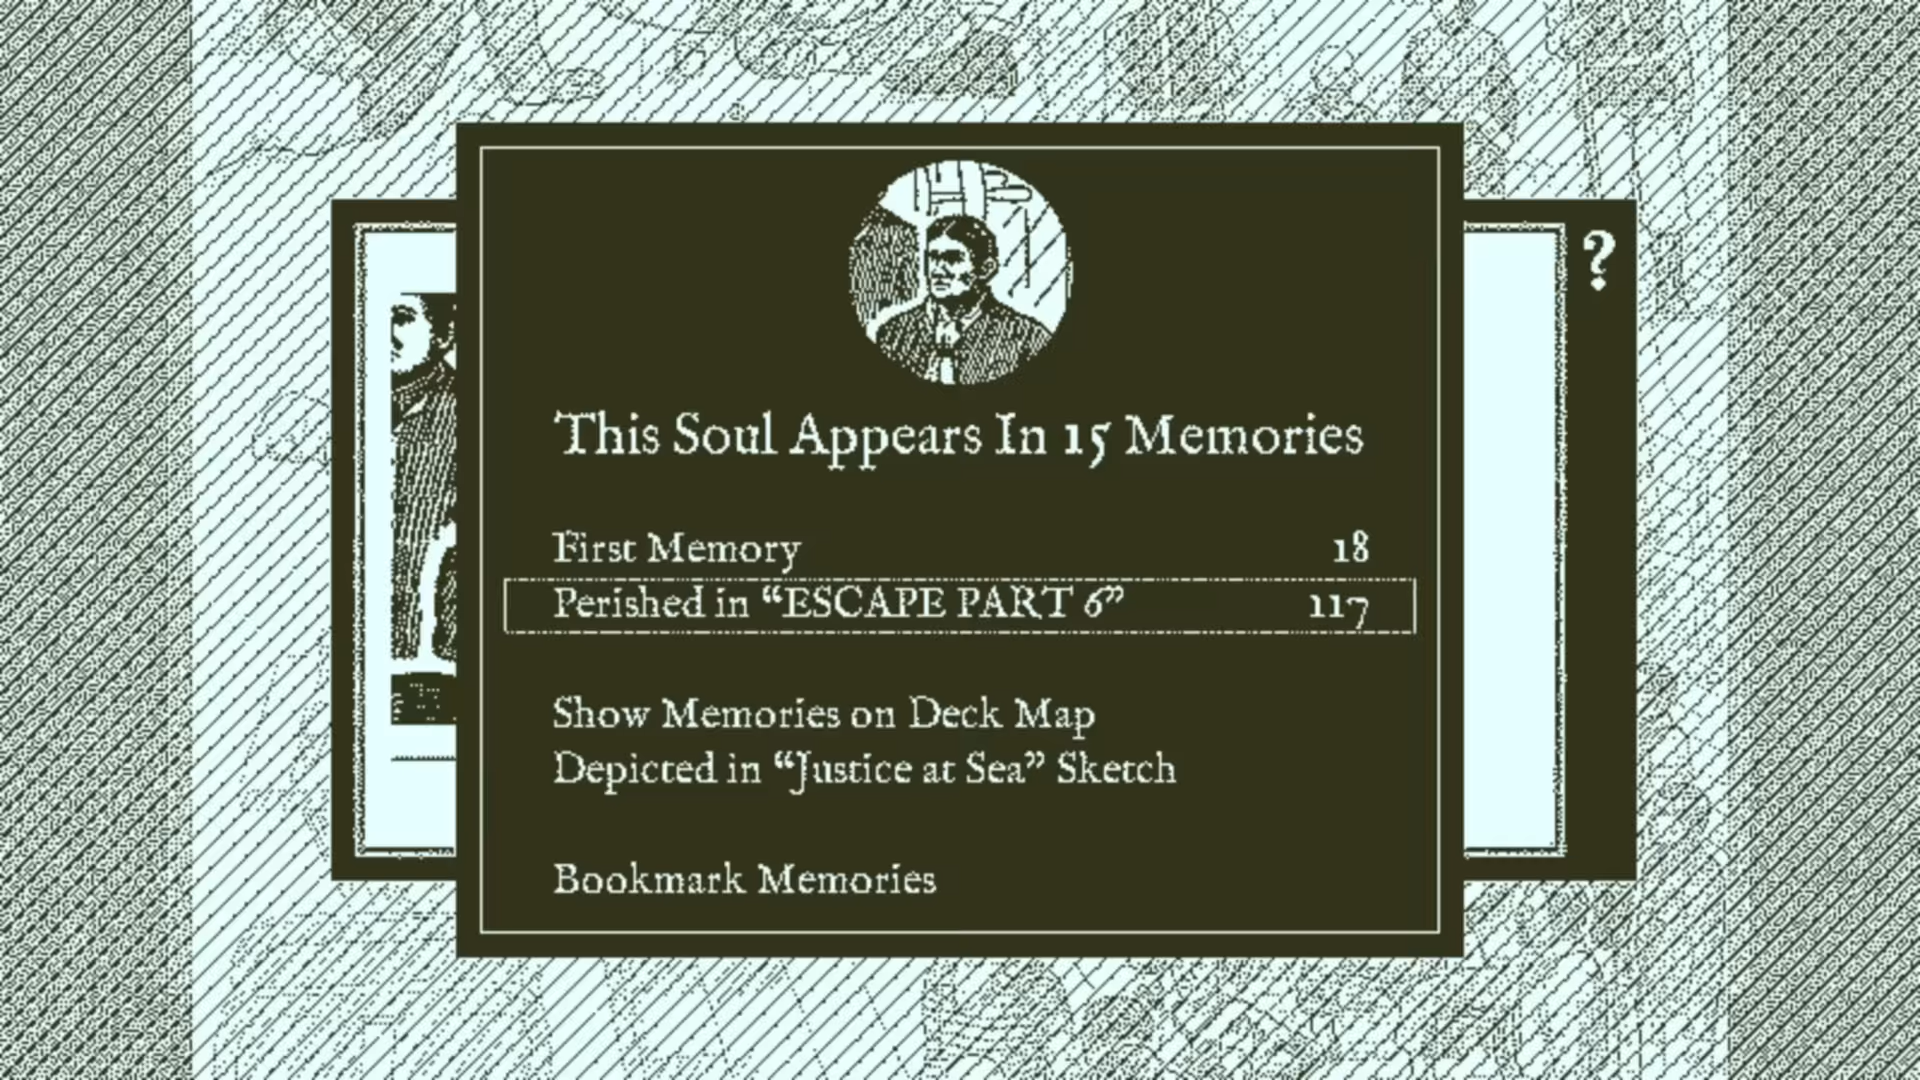 ?
This Soul Appears In 15 Memories
First Memory 18
Perished in “ESCAPE PART 6” 117
Show Memories on Deck Map
Depicted in “Justice at Sea” Sketch
Bookmark Memories